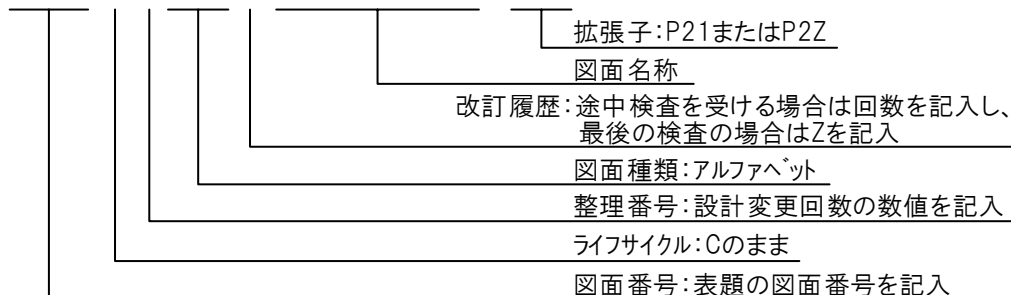 拡張子:P21またはP2Z
図面名称
改訂履歴:途中検査を受ける場合は回数を記入し、
最後の検査の場合はZを記入
図面種類:アルファベット
整理番号:設計変更回数の数値を記入
ライフサイクル:Cのまま
図面番号:表題の図面番号を記入